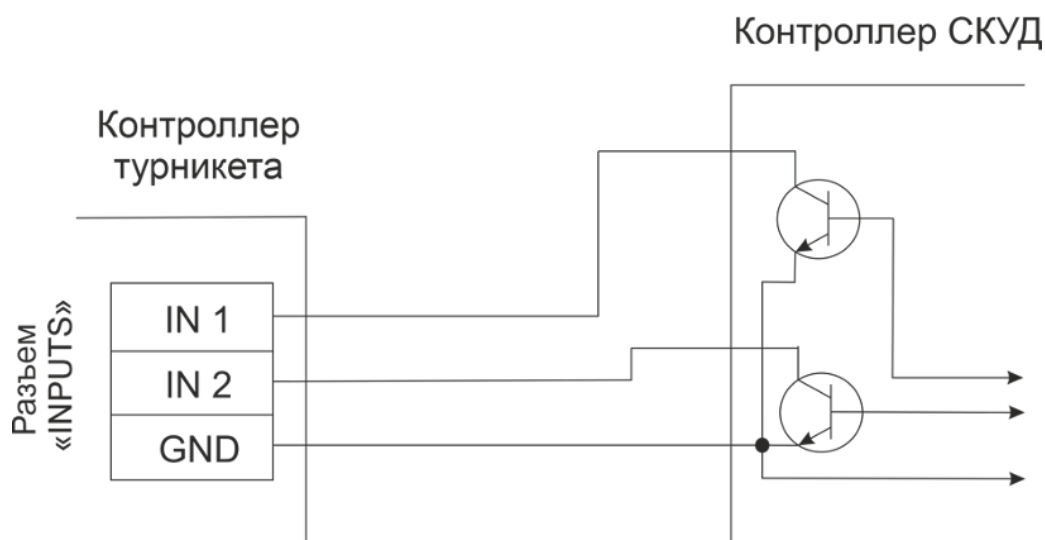 Контроллер СКУД
Контроллер
турникета
Разъем
«INPUTS»
IN 1
IN 2
GND